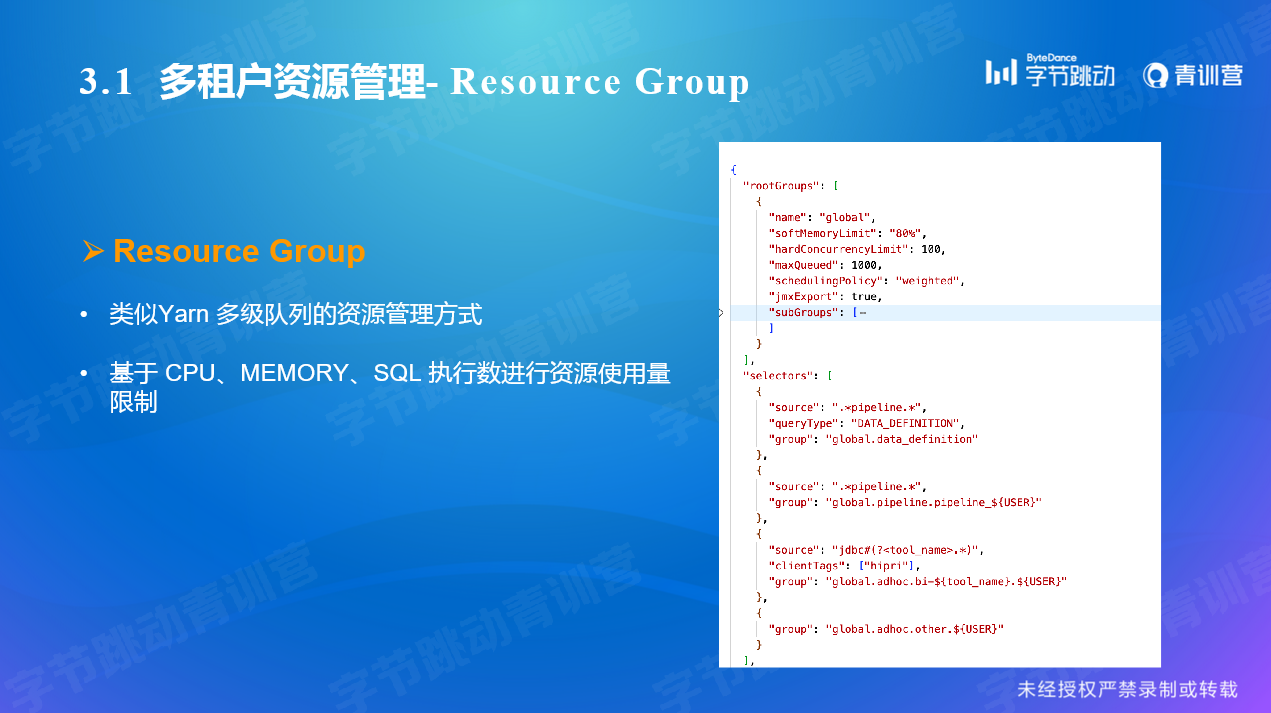 3.1 多租户资源管理- Resource Group
ByteDance
字节跳动
青训营
➢ Resource Group
• 类似Yarn 多级队列的资源管理方式
• 基于 CPU、MEMORY、SQL 执行数进行资源使用量
限制
{
"rootGroups": [
{
"name": "global",
"softMemoryLimit": "80%",
"hardConcurrencyLimit": 100,
"maxQueued": 1000,
"schedulingPolicy": "weighted",
"jmxExport": true,
"subGroups": [⋯
]
}
],
"selectors": [
{
"source": ".*pipeline.*",
"queryType": "DATA_DEFINITION",
"group": "global.data_definition"
},
{
"source": ".*pipeline.*",
"group": "global.pipeline.pipeline_${USER}"
},
{
"source": "jdbc#(?<tool_name>.*)",
"clientTags": ["hipri"],
"group": "global.adhoc.bi-${tool_name}.${USER}"
},
{
"group": "global.adhoc.other.${USER}"
}
],
未经授权严禁录制或转载
字节跳动青训营